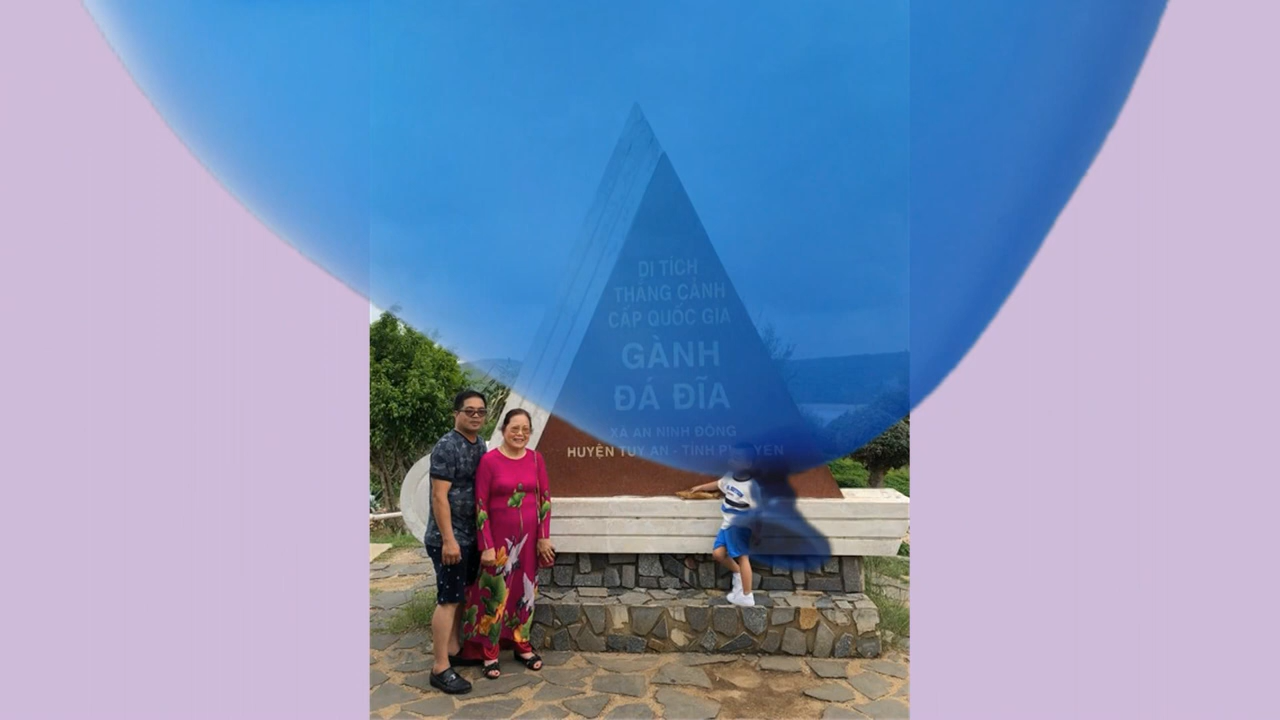 DI TÍCH
THẮNG CẢNH
CẤP QUỐC GIA
GÀNH
ĐÁ ĐĨA
XÃ AN NINH ĐÔNG
HUYỆN TUY AN - TỈNH